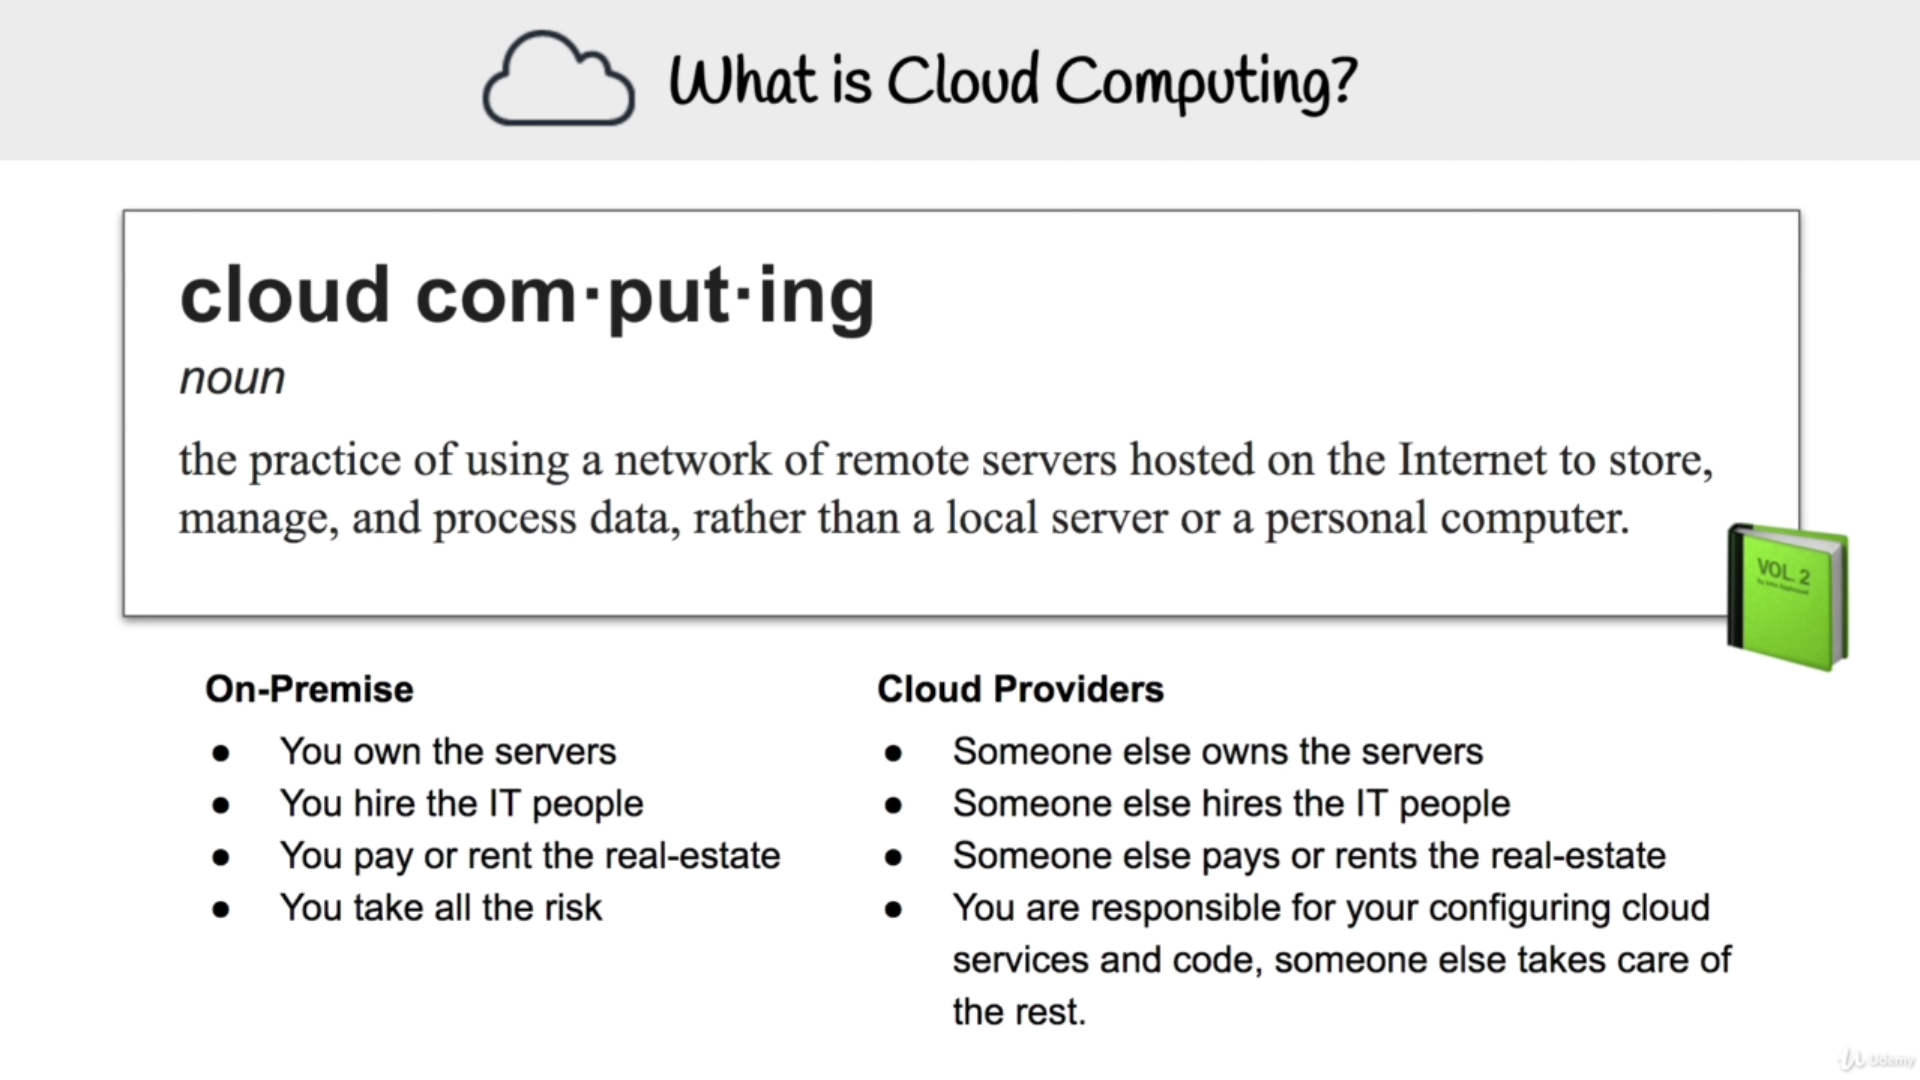 What is Cloud Computing?
cloud com·put·ing
noun
the practice of using a network of remote servers hosted on the Internet to store,
manage, and process data, rather than a local server or a personal computer.
VOL. 2
On-Premise
● You own the servers
● You hire the IT people
● You pay or rent the real-estate
● You take all the risk
Cloud Providers
● Someone else owns the servers
● Someone else hires the IT people
● Someone else pays or rents the real-estate
● You are responsible for your configuring cloud
services and code, someone else takes care of
the rest.
Udemy